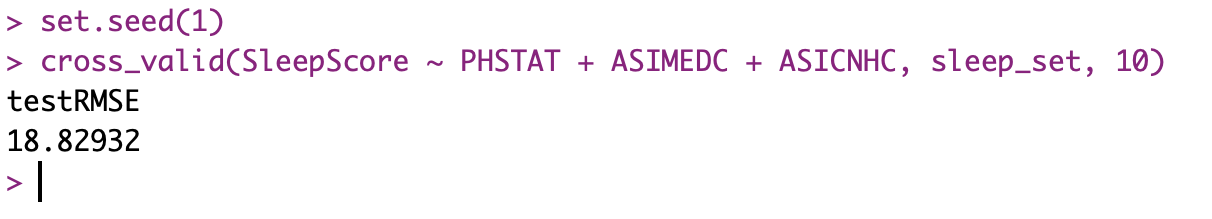 > set.seed(1)
> cross_valid(SleepScore ~ PHSTAT + ASIMEDC + ASICNHC, sleep_set, 10)
testRMSE
18.82932
>